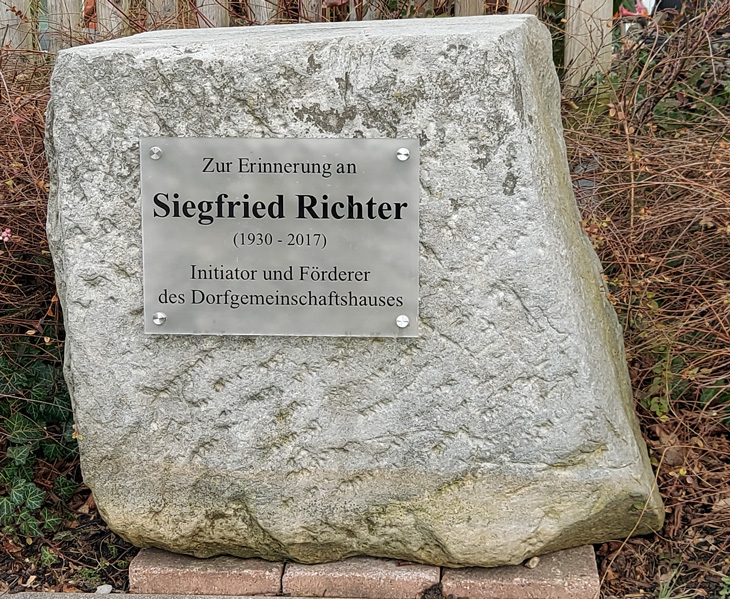 Zur Erinnerung an
Siegfried Richter
(1930 - 2017)
Initiator und Förderer
des Dorfgemeinschaftshauses